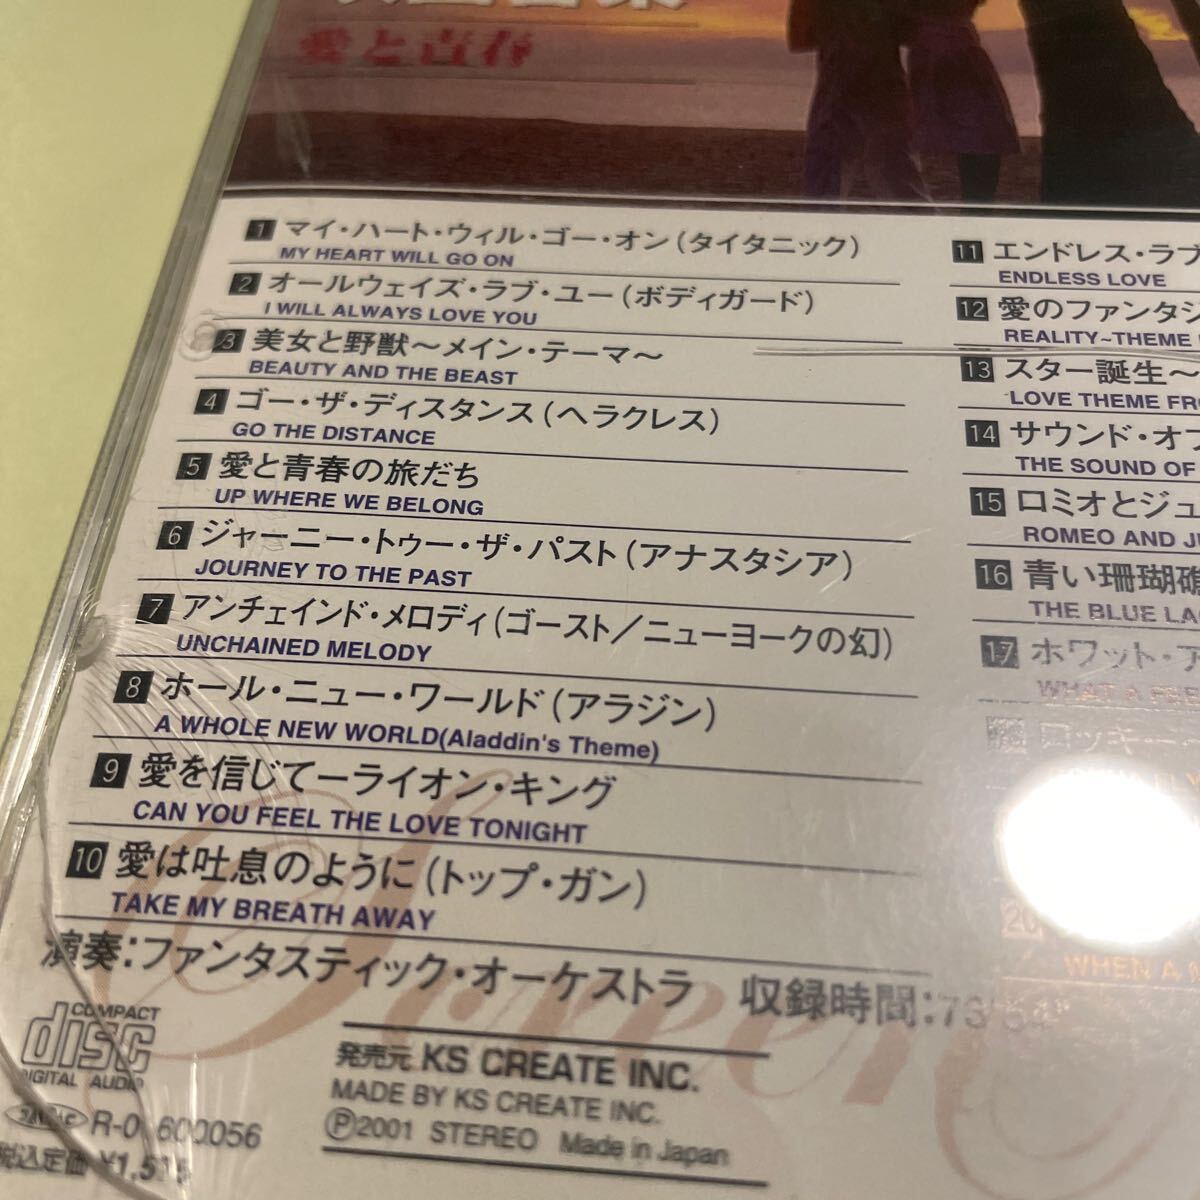 愛と青春
1 マイ・ハート・ウィル・ゴー・オン(タイタニック)
MY HEART WILL GO ON
2 オールウェイズ・ラブ・ユー(ボディガード)
I WILL ALWAYS LOVE YOU
3 美女と野獣〜メイン・テーマ〜
BEAUTY AND THE BEAST
4 ゴー・ザ・ディスタンス(ヘラクレス)
GO THE DISTANCE
5 愛と青春の旅だち
UP WHERE WE BELONG
6 ジャーニー・トゥー・ザ・パスト(アナスタシア)
JOURNEY TO THE PAST
7 アンチェインド・メロディ(ゴースト/ニューヨークの幻)
UNCHAINED MELODY
8 ホール・ニュー・ワールド(アラジン)
A WHOLE NEW WORLD(Aladdin's Theme)
9 愛を信じてーライオン・キング
CAN YOU FEEL THE LOVE TONIGHT
10 愛は吐息のように(トップ・ガン)
TAKE MY BREATH AWAY
11 エンドレス・ラブ
ENDLESS LOVE
12 愛のファンタジ
REALITY~THEME
13 スター誕生〜
LOVE THEME FRO
14 サウンド・オブ
THE SOUND OF
15 ロミオとジュ
ROMEO AND JU
16 青い珊瑚礁
THE BLUE LA
17 ホワット・ア
WHAT A FEE
ロッキー
20
WHEN A
演奏:ファンタスティック・オーケストラ 収録時間:
Screen
COMPACT
disc
DIGITAL AUDIO
発売元 KS CREATE INC.
MADE BY KS CREATE INC.
Ⓟ2001 STEREO Made in Japan
R-0 600056
税込定価